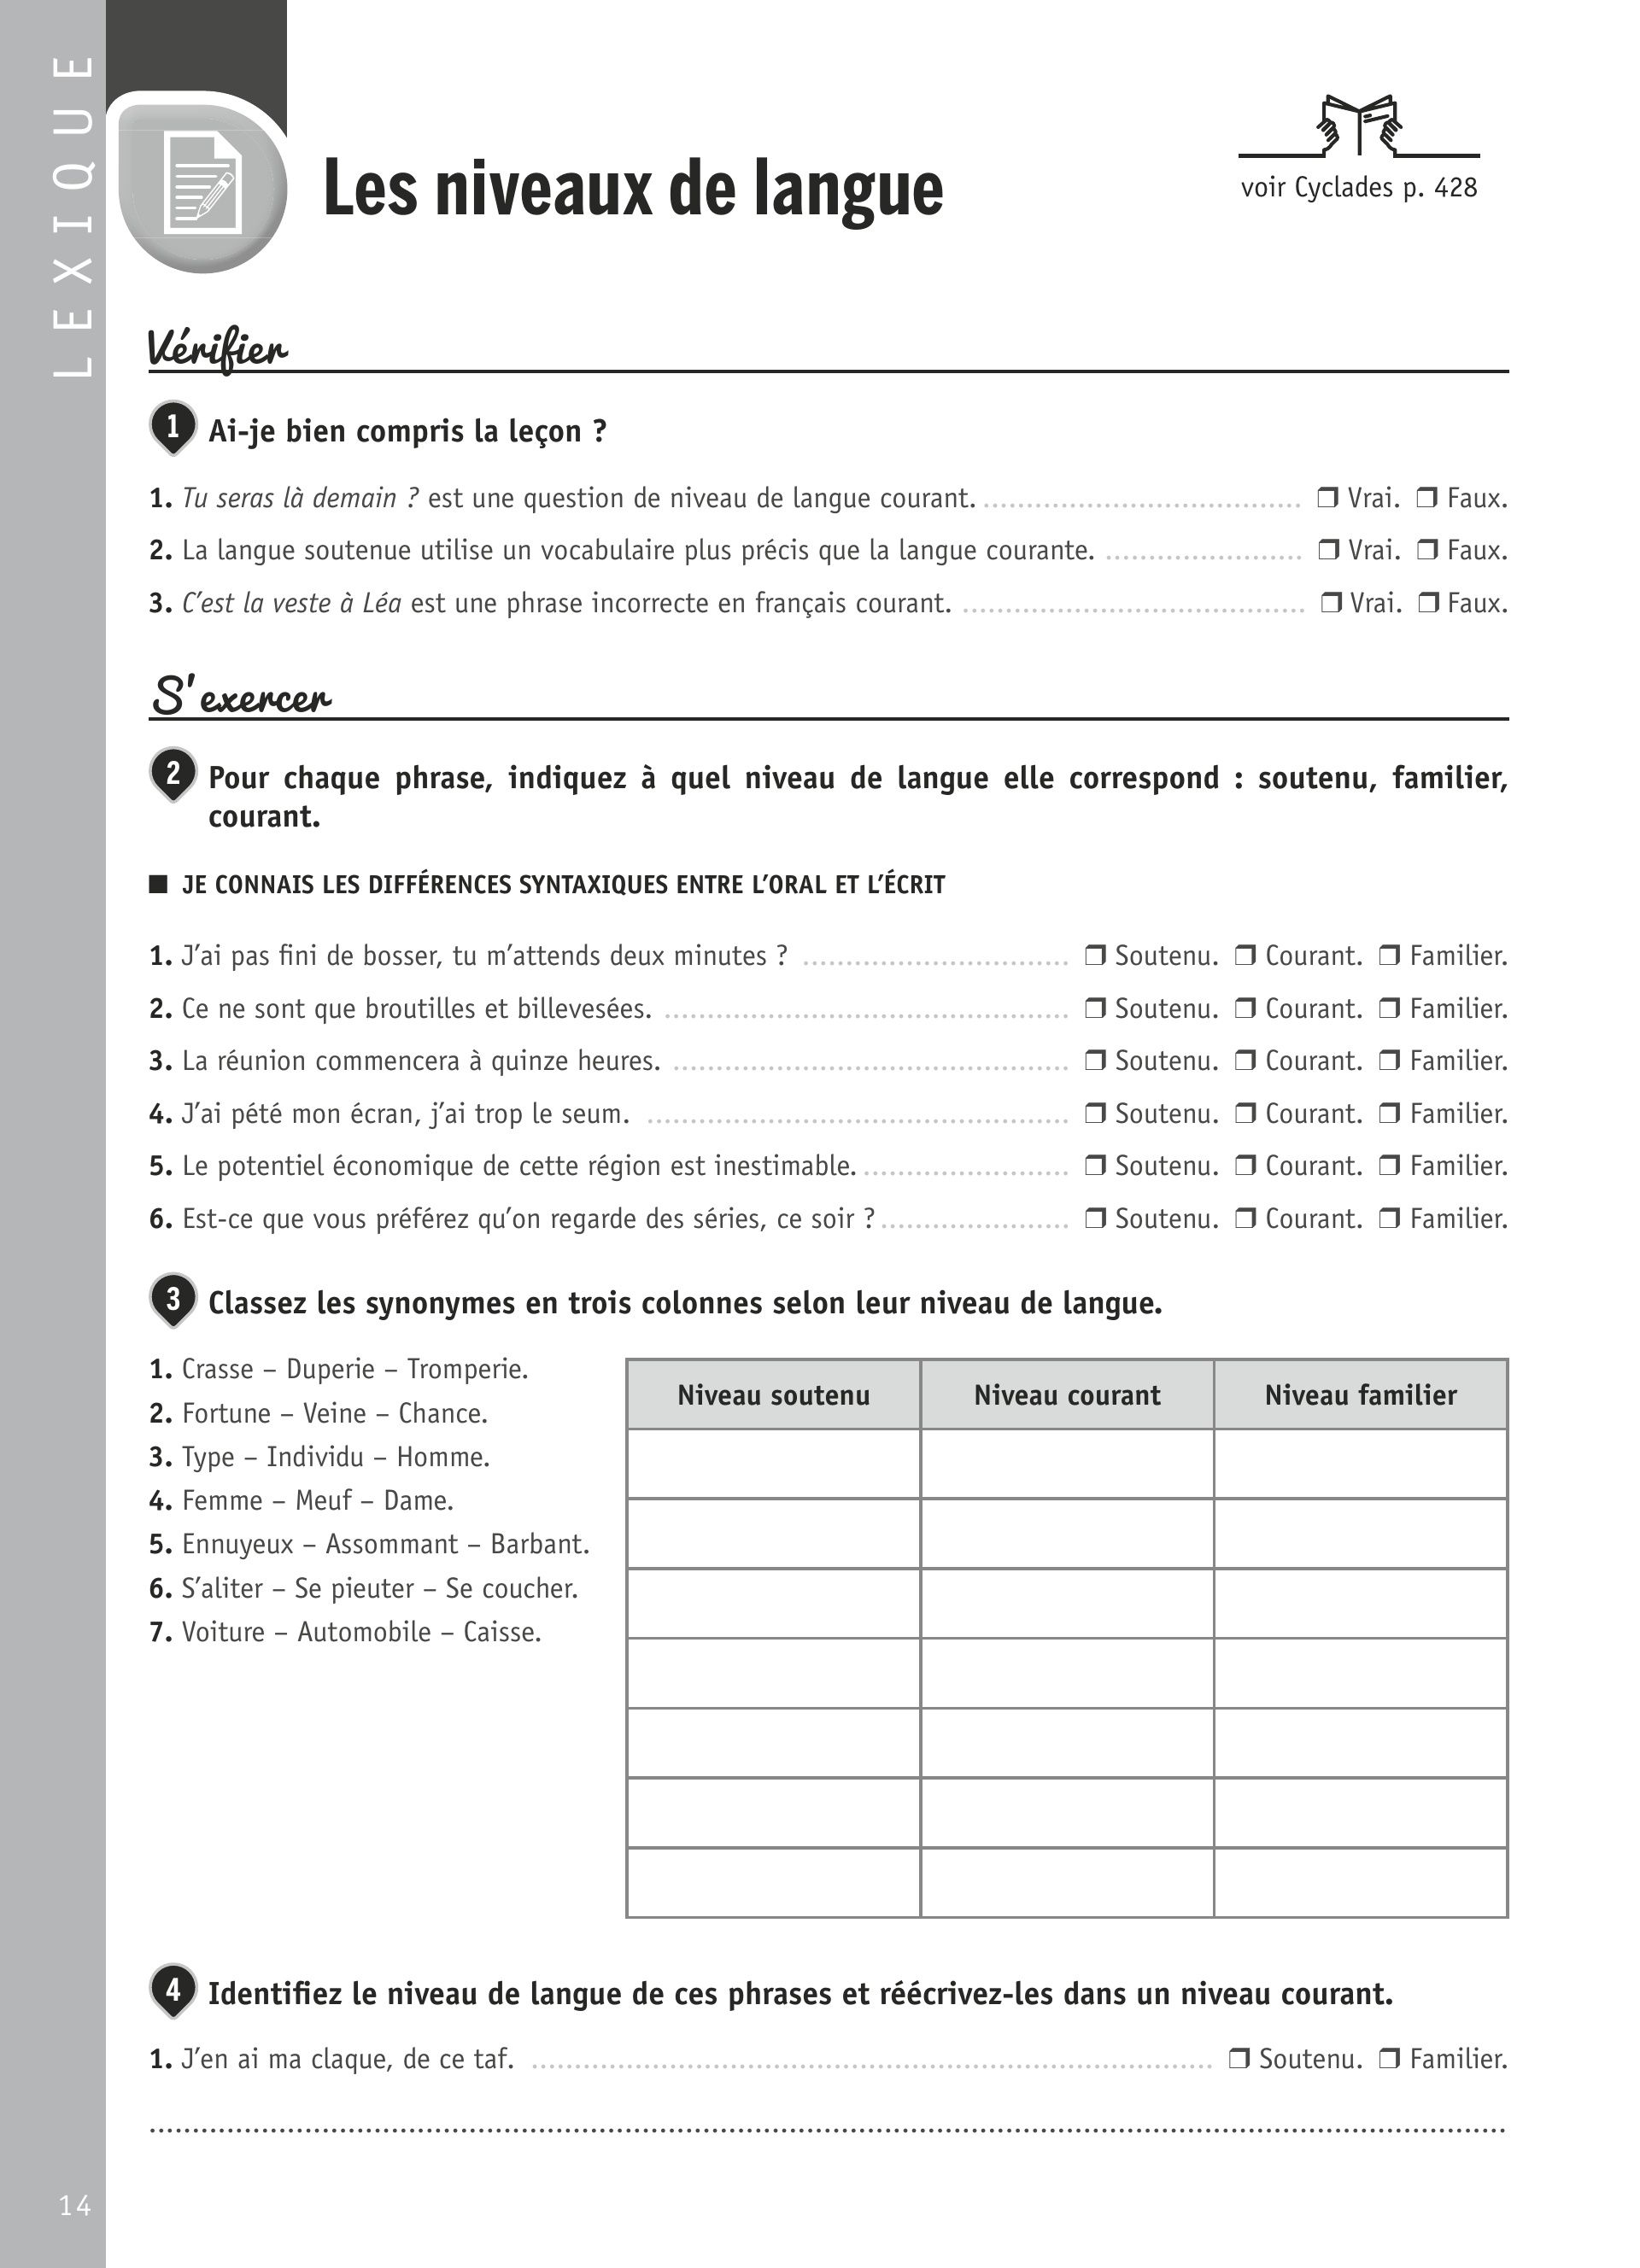 LEXIQUE
Les niveaux de langue
voir Cyclades p. 428
Vérifier
1 Ai-je bien compris la leçon ?
1. Tu seras là demain ? est une question de niveau de langue courant. ❒ Vrai. ❒ Faux.
2. La langue soutenue utilise un vocabulaire plus précis que la langue courante. ❒ Vrai. ❒ Faux.
3. C’est la veste à Léa est une phrase incorrecte en français courant. ❒ Vrai. ❒ Faux.
S’exercer
2 Pour chaque phrase, indiquez à quel niveau de langue elle correspond : soutenu, familier,
courant.
■ JE CONNAIS LES DIFFÉRENCES SYNTAXIQUES ENTRE L’ORAL ET L’ÉCRIT
1. J’ai pas fini de bosser, tu m’attends deux minutes ? ❒ Soutenu. ❒ Courant. ❒ Familier.
2. Ce ne sont que broutilles et billevesées. ❒ Soutenu. ❒ Courant. ❒ Familier.
3. La réunion commencera à quinze heures. ❒ Soutenu. ❒ Courant. ❒ Familier.
4. J’ai pété mon écran, j’ai trop le seum. ❒ Soutenu. ❒ Courant. ❒ Familier.
5. Le potentiel économique de cette région est inestimable. ❒ Soutenu. ❒ Courant. ❒ Familier.
6. Est-ce que vous préférez qu’on regarde des séries, ce soir ? ❒ Soutenu. ❒ Courant. ❒ Familier.
3 Classez les synonymes en trois colonnes selon leur niveau de langue.
1. Crasse – Duperie – Tromperie.
2. Fortune – Veine – Chance.
3. Type – Individu – Homme.
4. Femme – Meuf – Dame.
5. Ennuyeux – Assommant – Barbant.
6. S’aliter – Se pieuter – Se coucher.
7. Voiture – Automobile – Caisse.
Niveau soutenu Niveau courant Niveau familier
4 Identifiez le niveau de langue de ces phrases et réécrivez-les dans un niveau courant.
1. J’en ai ma claque, de ce taf. ❒ Soutenu. ❒ Familier.
14